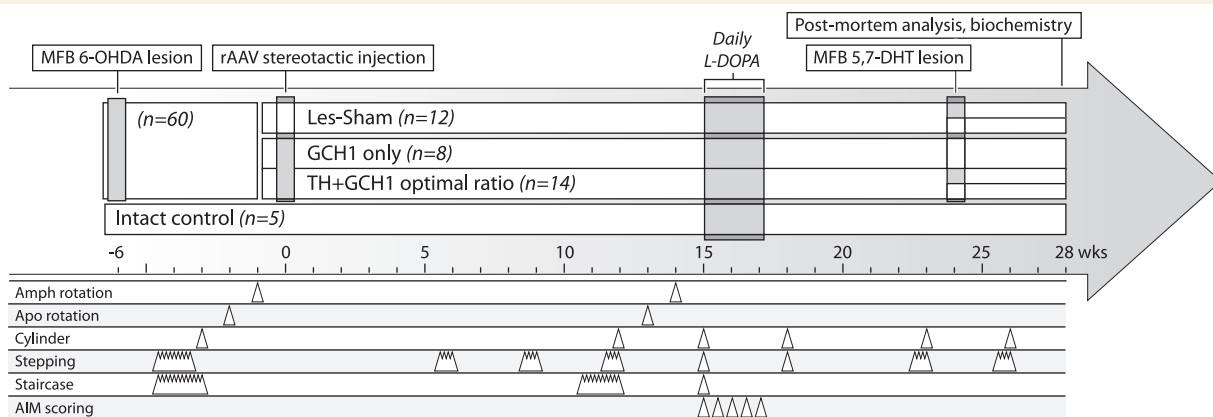 Post-mortem analysis, biochemistry
MFB 6-OHDA lesion
rAAV stereotactic injection
Daily
L-DOPA
MFB 5,7-DHT lesion
(n=60)
Les-Sham (n=12)
GCH1 only (n=8)
TH+GCH1 optimal ratio (n=14)
Intact control (n=5)
-6 0 5 10 15 20 25 28 wks
Amph rotation
Apo rotation
Cylinder
Stepping
Staircase
AIM scoring